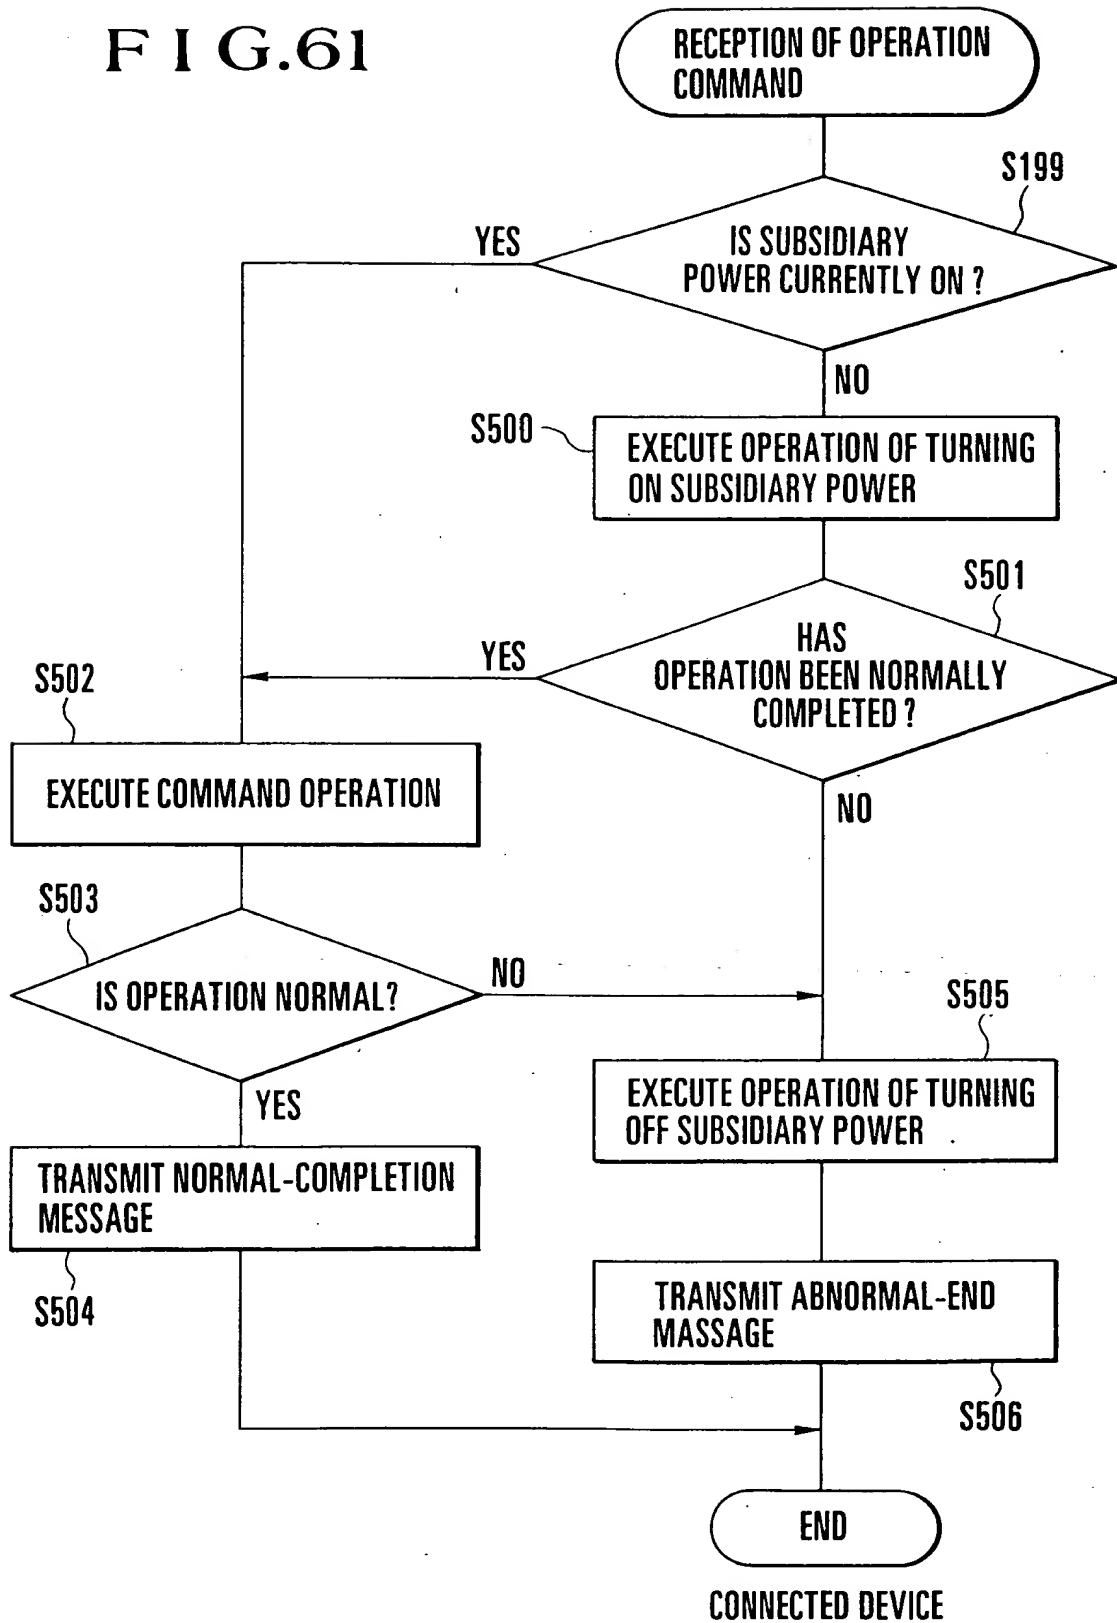 FIG.61
RECEPTION OF OPERATION
COMMAND
S199
YES
IS SUBSIDIARY
POWER CURRENTLY ON ?
NO
S500
EXECUTE OPERATION OF TURNING
ON SUBSIDIARY POWER
S501
YES
HAS
OPERATION BEEN NORMALLY
COMPLETED ?
S502
EXECUTE COMMAND OPERATION
NO
S503
IS OPERATION NORMAL?
NO
S505
YES
EXECUTE OPERATION OF TURNING
OFF SUBSIDIARY POWER
TRANSMIT NORMAL-COMPLETION
MESSAGE
S504
TRANSMIT ABNORMAL-END
MASSAGE
S506
END
CONNECTED DEVICE